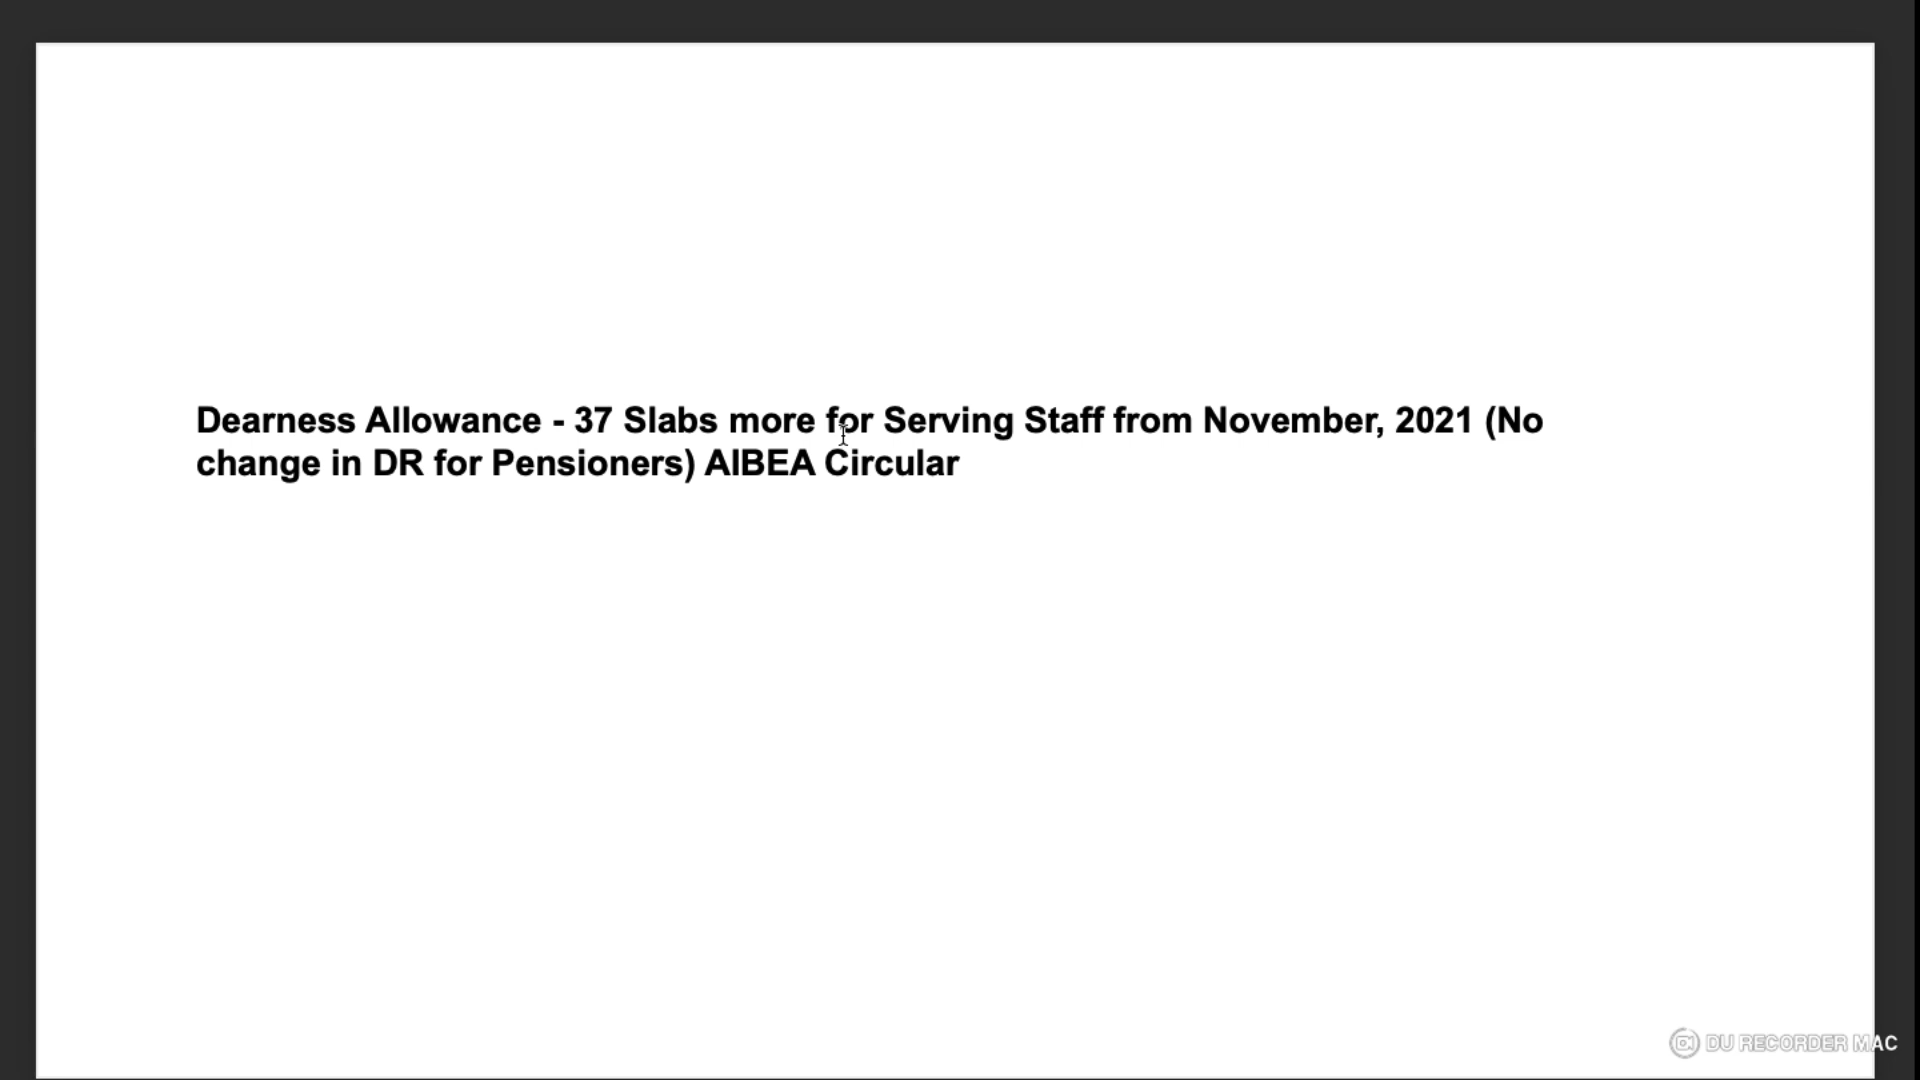 Dearness Allowance - 37 Slabs more for Serving Staff from November, 2021 (No
change in DR for Pensioners) AIBEA Circular
DU RECORDER MAC